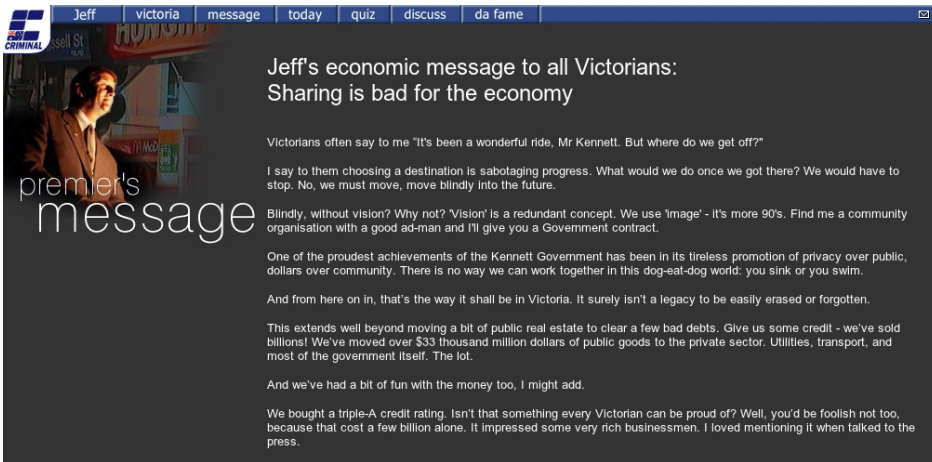 Jeff victoria message today quiz discuss da fame
CRIMINAL
ssell St
HUNGR
McD
premier's
message
Jeff's economic message to all Victorians:
Sharing is bad for the economy
Victorians often say to me “It's been a wonderful ride, Mr Kennett. But where do we get off?"
I say to them choosing a destination is sabotaging progress. What would we do once we got there? We would have to
stop. No, we must move, move blindly into the future.
Blindly, without vision? Why not? 'Vision' is a redundant concept. We use 'image' - it's more 90's. Find me a community
organisation with a good ad-man and I'll give you a Government contract.
One of the proudest achievements of the Kennett Government has been in its tireless promotion of privacy over public,
dollars over community. There is no way we can work together in this dog-eat-dog world: you sink or you swim.
And from here on in, that’s the way it shall be in Victoria. It surely isn’t a legacy to be easily erased or forgotten.
This extends well beyond moving a bit of public real estate to clear a few bad debts. Give us some credit - we’ve sold
billions! We’ve moved over $33 thousand million dollars of public goods to the private sector. Utilities, transport, and
most of the government itself. The lot.
And we’ve had a bit of fun with the money too, I might add.
We bought a triple-A credit rating. Isn’t that something every Victorian can be proud of? Well, you’d be foolish not too,
because that cost a few billion alone. It impressed some very rich businessmen. I loved mentioning it when talked to the
press.